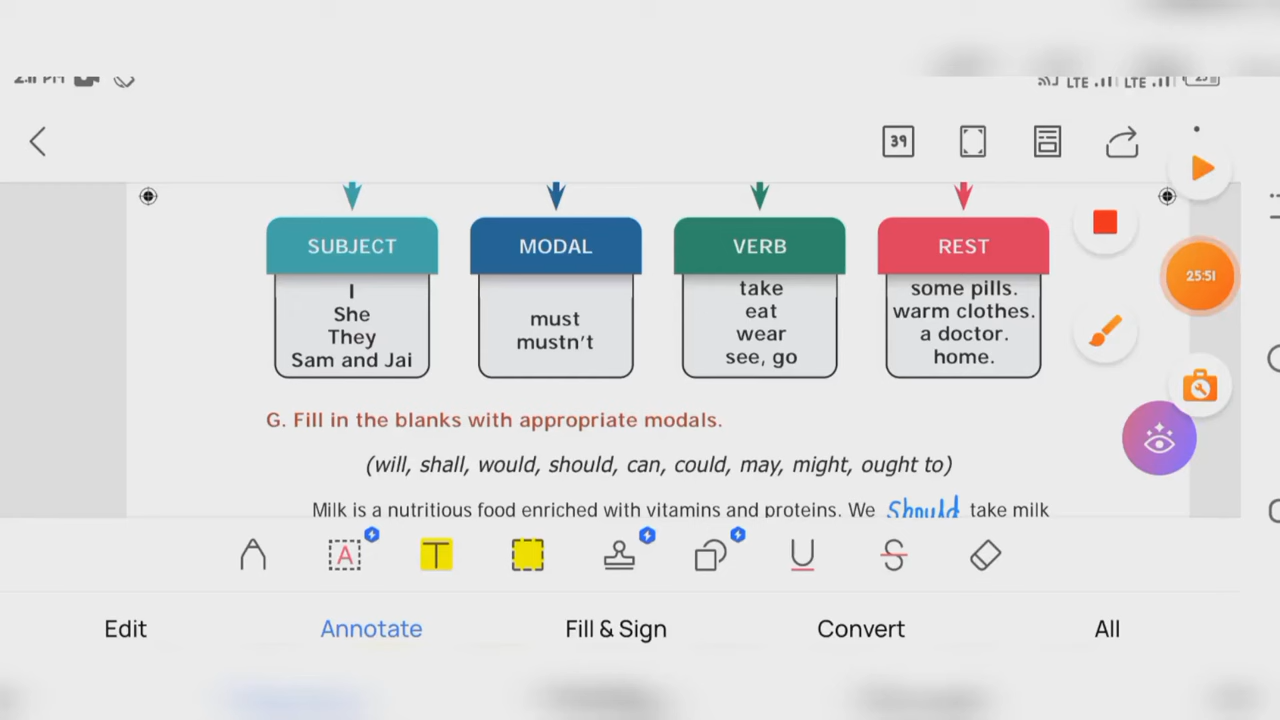 LTE LTE
39
SUBJECT MODAL VERB REST
I
She
They
Sam and Jai
must
mustn't
take
eat
wear
see, go
some pills.
warm clothes.
a doctor.
home.
25:51
G. Fill in the blanks with appropriate modals.
(will, shall, would, should, can, could, may, might, ought to)
Milk is a nutritious food enriched with vitamins and proteins. We Should take milk
A T U S
Edit Annotate Fill & Sign Convert All